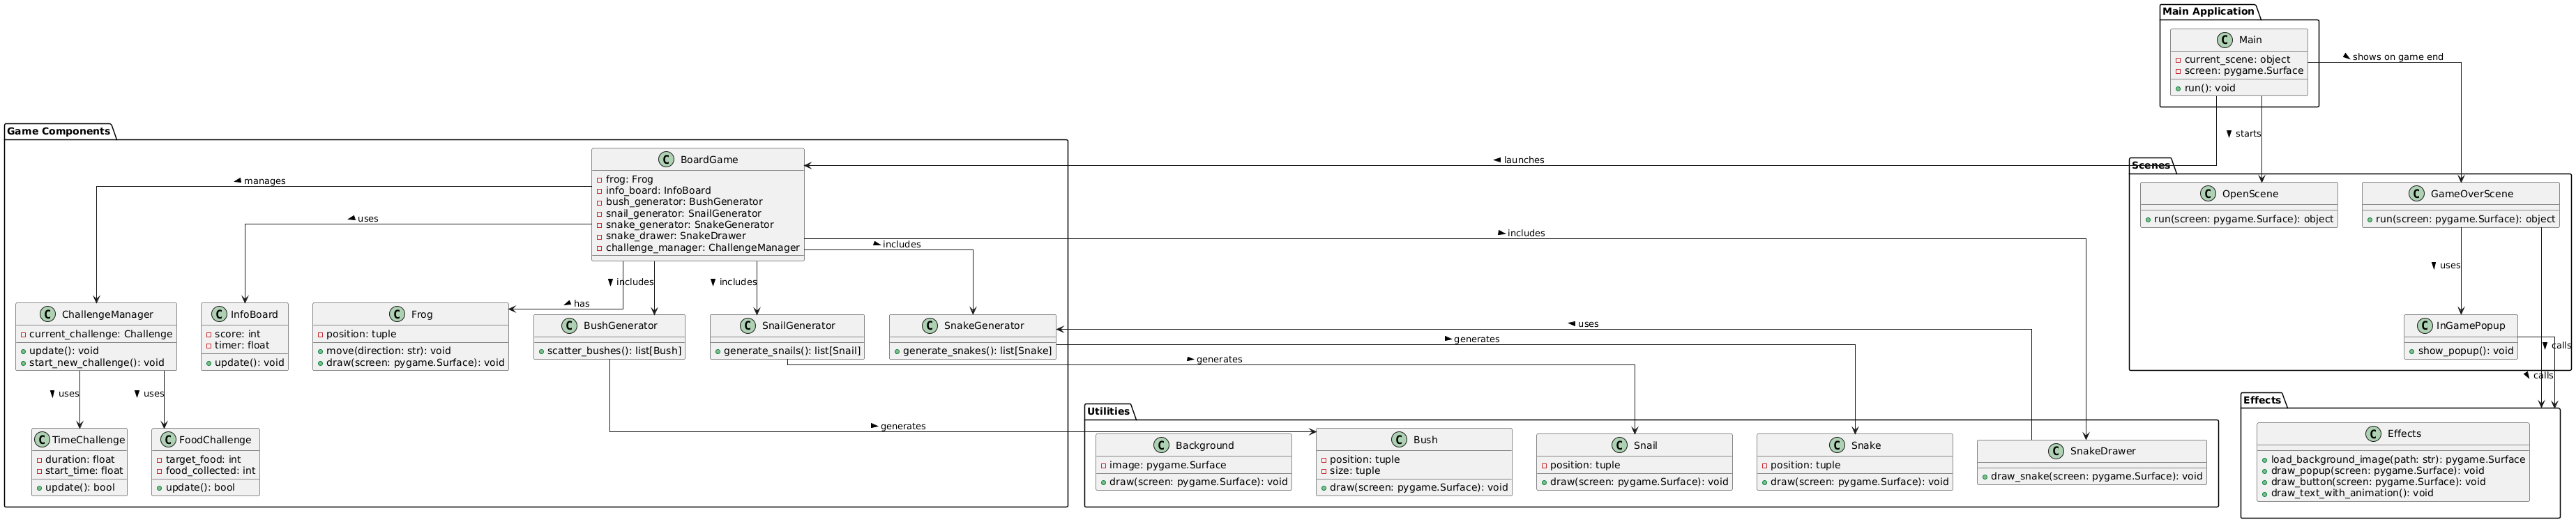 Main Application
C Main
current_scene: object
screen: pygame.Surface
run(): void
shows on game end
starts
launches
Game Components
C BoardGame
frog: Frog
info_board: InfoBoard
bush_generator: BushGenerator
snail_generator: SnailGenerator
snake_generator: SnakeGenerator
snake_drawer: SnakeDrawer
challenge_manager: ChallengeManager
manages
uses
includes
includes
includes
includes
has
C ChallengeManager
current_challenge: Challenge
update(): void
start_new_challenge(): void
C InfoBoard
score: int
timer: float
update(): void
C Frog
position: tuple
move(direction: str): void
draw(screen: pygame.Surface): void
C BushGenerator
scatter_bushes(): list[Bush]
C SnailGenerator
generate_snails(): list[Snail]
C SnakeGenerator
generate_snakes(): list[Snake]
uses
uses
C TimeChallenge
duration: float
start_time: float
update(): bool
C FoodChallenge
target_food: int
food_collected: int
update(): bool
uses
generates
generates
generates
Scenes
C OpenScene
run(screen: pygame.Surface): object
C GameOverScene
run(screen: pygame.Surface): object
uses
C InGamePopup
show_popup(): void
calls
calls
Utilities
C Background
image: pygame.Surface
draw(screen: pygame.Surface): void
C Bush
position: tuple
size: tuple
draw(screen: pygame.Surface): void
C Snail
position: tuple
draw(screen: pygame.Surface): void
C Snake
position: tuple
draw(screen: pygame.Surface): void
C SnakeDrawer
draw_snake(screen: pygame.Surface): void
Effects
C Effects
load_background_image(path: str): pygame.Surface
draw_popup(screen: pygame.Surface): void
draw_button(screen: pygame.Surface): void
draw_text_with_animation(): void